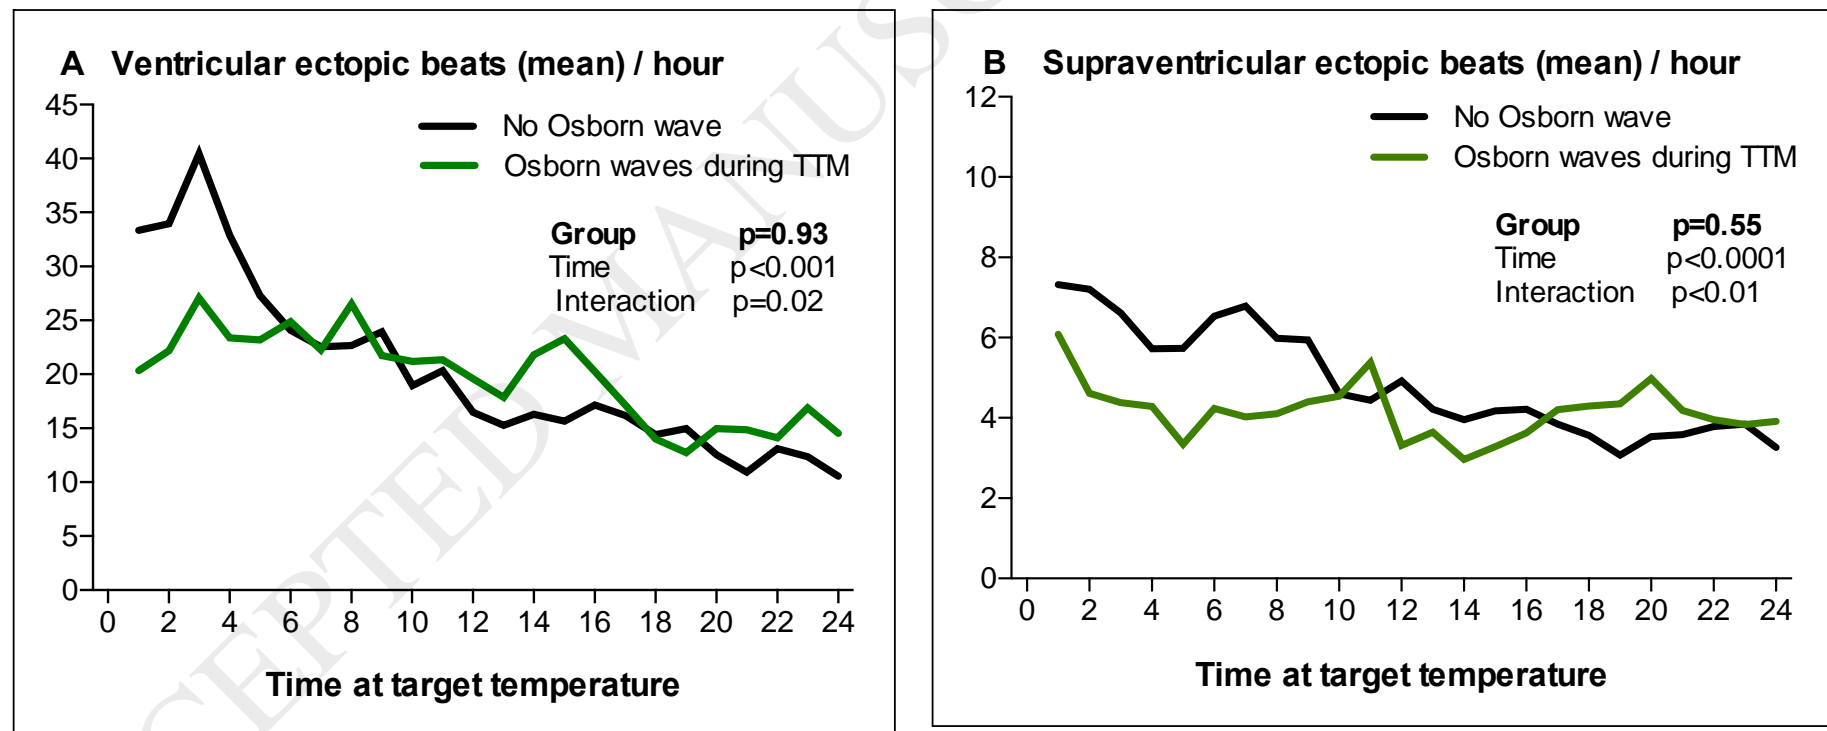 A Ventricular ectopic beats (mean) / hour
45
40
35
30
25
20
15
10
5
0
No Osborn wave
Osborn waves during TTM
Group p=0.93
Time p<0.001
Interaction p=0.02
0 2 4 6 8 10 12 14 16 18 20 22 24
Time at target temperature
B Supraventricular ectopic beats (mean) / hour
12
10
8
6
4
2
0
No Osborn wave
Osborn waves during TTM
Group p=0.55
Time p<0.0001
Interaction p<0.01
0 2 4 6 8 10 12 14 16 18 20 22 24
Time at target temperature
CEPTED MANUSC